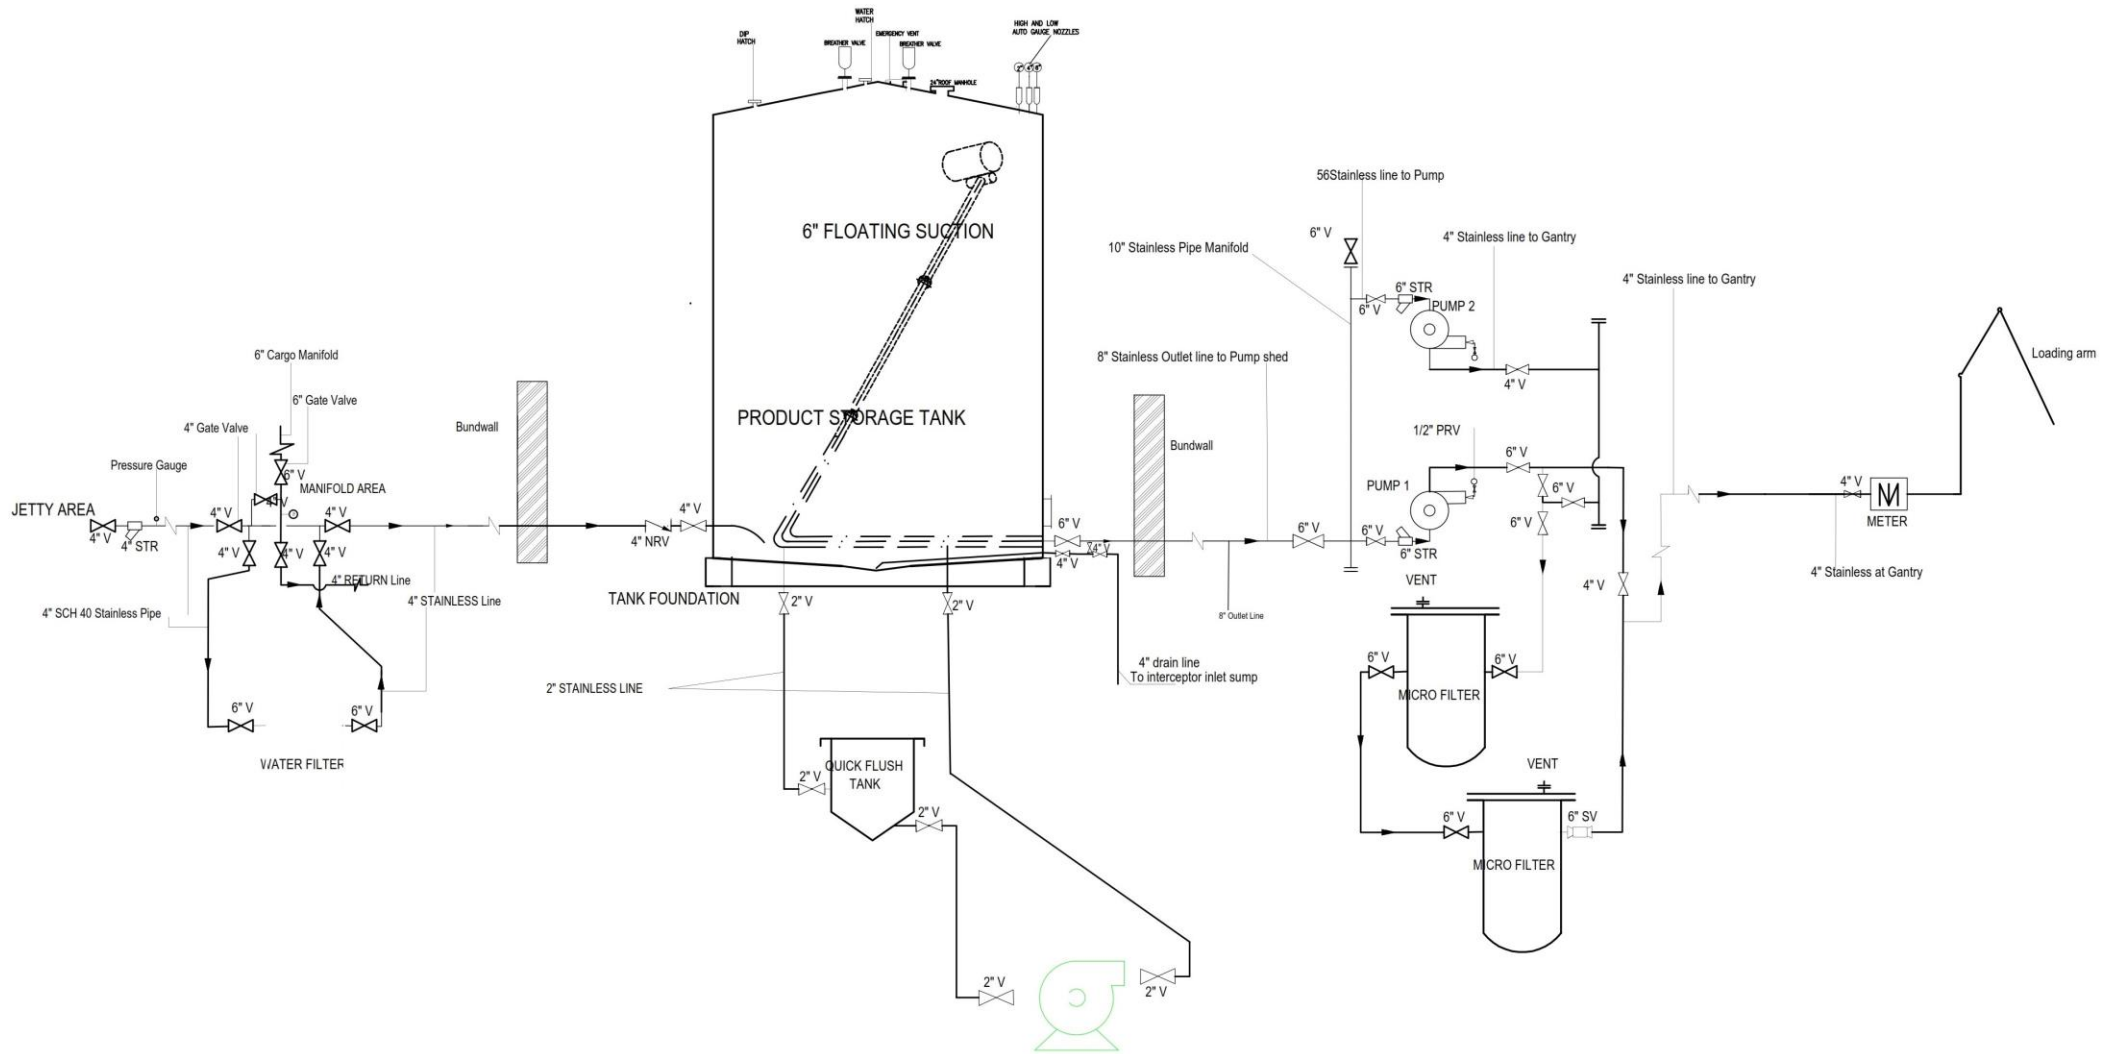 DIP
HATCH
WATER
HATCH
BREATHER VALVE
EMERGENCY VENT
BREATHER VALVE
24"ROOF MANHOLE
HIGH AND LOW
AUTO GAUGE NOZZLES
6" FLOATING SUCTION
PRODUCT STORAGE TANK
TANK FOUNDATION
JETTY AREA
4" V
4" STR
Pressure Gauge
4" Gate Valve
6" Cargo Manifold
6" Gate Valve
6" V
MANIFOLD AREA
4" V
4" V
4" V
4" V
4" V
4" V
4" RETURN Line
4" SCH 40 Stainless Pipe
4" STAINLESS Line
6" V
6" V
WATER FILTER
Bundwall
4" NRV
4" V
2" V
2" V
2" STAINLESS LINE
2" V
QUICK FLUSH
TANK
2" V
2" V
2" V
6" V
4" V
4" V
4" drain line
To interceptor inlet sump
Bundwall
8" Outlet Line
8" Stainless Outlet line to Pump shed
10" Stainless Pipe Manifold
6" V
6" V
56Stainless line to Pump
6" V
6" STR
PUMP 2
4" Stainless line to Gantry
4" V
1/2" PRV
PUMP 1
6" V
6" STR
6" V
6" V
6" V
VENT
6" V
6" V
MICRO FILTER
VENT
6" V
6" SV
MICRO FILTER
4" V
4" Stainless line to Gantry
4" V
METER
4" Stainless at Gantry
Loading arm